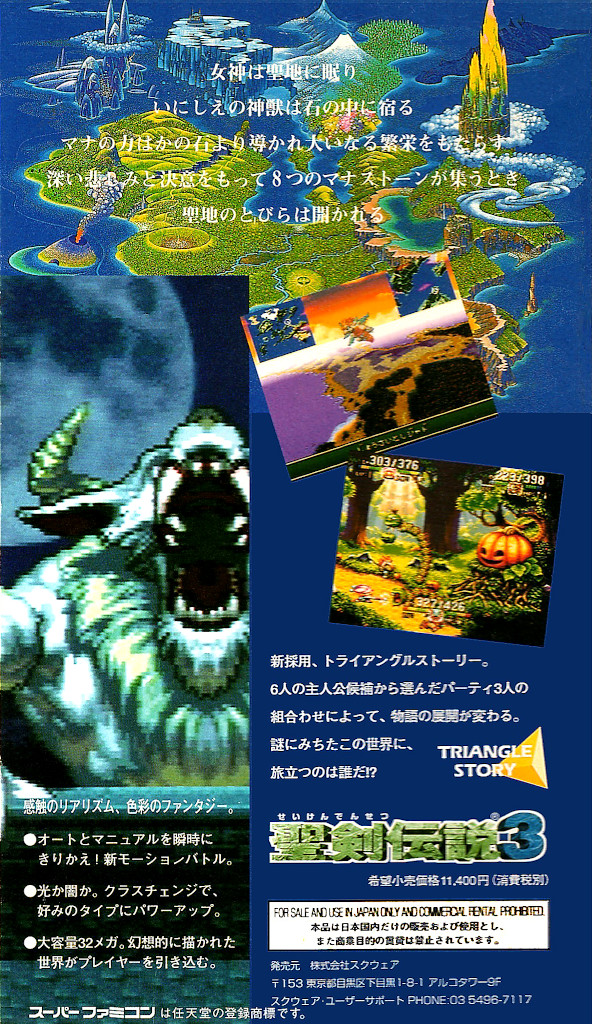 女神は聖地に眠り
いにしえの神獣は石の中に宿る
マナの力はかの石より導かれ大いなる繁栄をもたらす
深い悲しみと決意をもって8つのマナストーンが集うとき
聖地のとびらは開かれる
303/376
223/398
327/426
新採用、トライアングルストーリー。
6人の主人公候補から選んだパーティ3人の
組合わせによって、物語の展開が変わる。
謎にみちたこの世界に、
旅立つのは誰だ!?
TRIANGLE
STORY
せいけんでんせつ
聖剣伝説3
希望小売価格11,400円(消費税別)
FOR SALE AND USE IN JAPAN ONLY AND COMMERCIAL RENTAL PROHIBITED.
本品は日本国内だけの販売および使用とし、
また商業目的の賃貸は禁止されています。
発売元 株式会社スクウェア
〒153 東京都目黒区下目黒1-8-1 アルコタワー9F
スクウェア・ユーザーサポート PHONE:03 5496-7117
感触のリアリズム、色彩のファンタジー。
●オートとマニュアルを瞬時に
きりかえ!新モーションバトル。
●光か闇か。クラスチェンジで、
好みのタイプにパワーアップ。
●大容量32メガ。幻想的に描かれた
世界がプレイヤーを引き込む。
スーパーファミコンは任天堂の登録商標です。